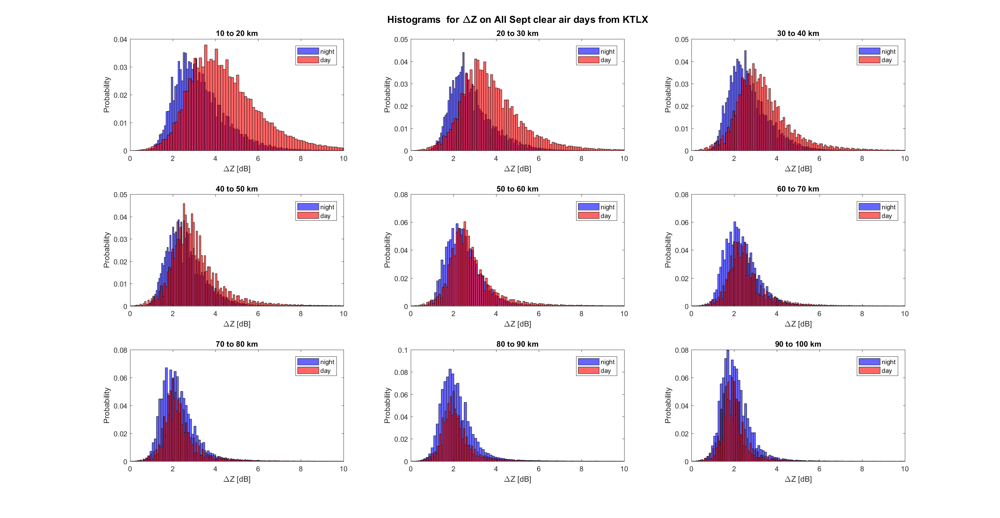 Histograms  for ΔZ on All Sept clear air days from KTLX
10 to 20 km
0.04
0.03
0.02
0.01
0
Probability
night
day
0 2 4 6 8 10
ΔZ [dB]
20 to 30 km
0.05
0.04
0.03
0.02
0.01
0
Probability
night
day
0 2 4 6 8 10
ΔZ [dB]
30 to 40 km
0.05
0.04
0.03
0.02
0.01
0
Probability
night
day
0 2 4 6 8 10
ΔZ [dB]
40 to 50 km
0.05
0.04
0.03
0.02
0.01
0
Probability
night
day
0 2 4 6 8 10
ΔZ [dB]
50 to 60 km
0.08
0.06
0.04
0.02
0
Probability
night
day
0 2 4 6 8 10
ΔZ [dB]
60 to 70 km
0.08
0.06
0.04
0.02
0
Probability
night
day
0 2 4 6 8 10
ΔZ [dB]
70 to 80 km
0.08
0.06
0.04
0.02
0
Probability
night
day
0 2 4 6 8 10
ΔZ [dB]
80 to 90 km
0.1
0.08
0.06
0.04
0.02
0
Probability
night
day
0 2 4 6 8 10
ΔZ [dB]
90 to 100 km
0.08
0.06
0.04
0.02
0
Probability
night
day
0 2 4 6 8 10
ΔZ [dB]